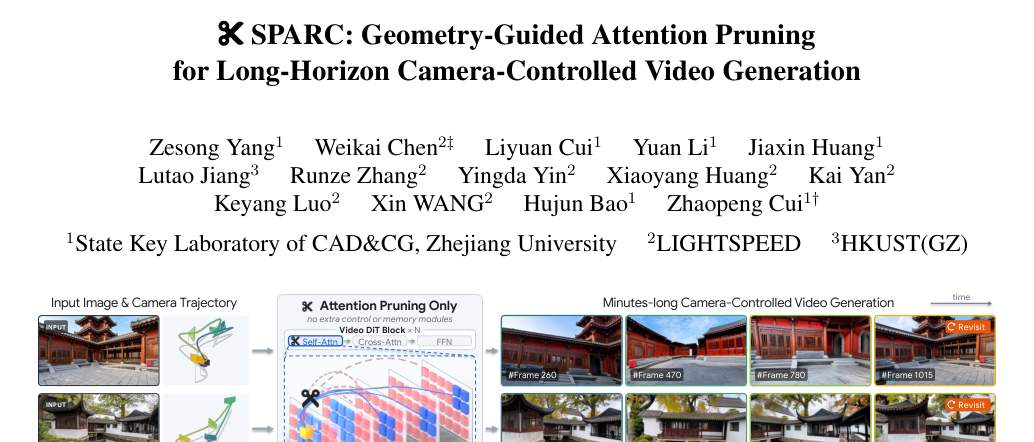 SPARC: Geometry-Guided Attention Pruning
for Long-Horizon Camera-Controlled Video Generation
Zesong Yang1 Weikai Chen2‡ Liyuan Cui1 Yuan Li1 Jiaxin Huang1
Lutao Jiang3 Runze Zhang2 Yingda Yin2 Xiaoyang Huang2 Kai Yan2
Keyang Luo2 Xin WANG2 Hujun Bao1 Zhaopeng Cui1†
1State Key Laboratory of CAD&CG, Zhejiang University 2LIGHTSPEED 3HKUST(GZ)
Input Image & Camera Trajectory
INPUT
INPUT
Attention Pruning Only
no extra control or memory modules
Video DiT Block × N
Self-Attn Cross-Attn FFN
Minutes-long Camera-Controlled Video Generation
time
#Frame 260 #Frame 470 #Frame 780 #Frame 1015
Revisit
Revisit